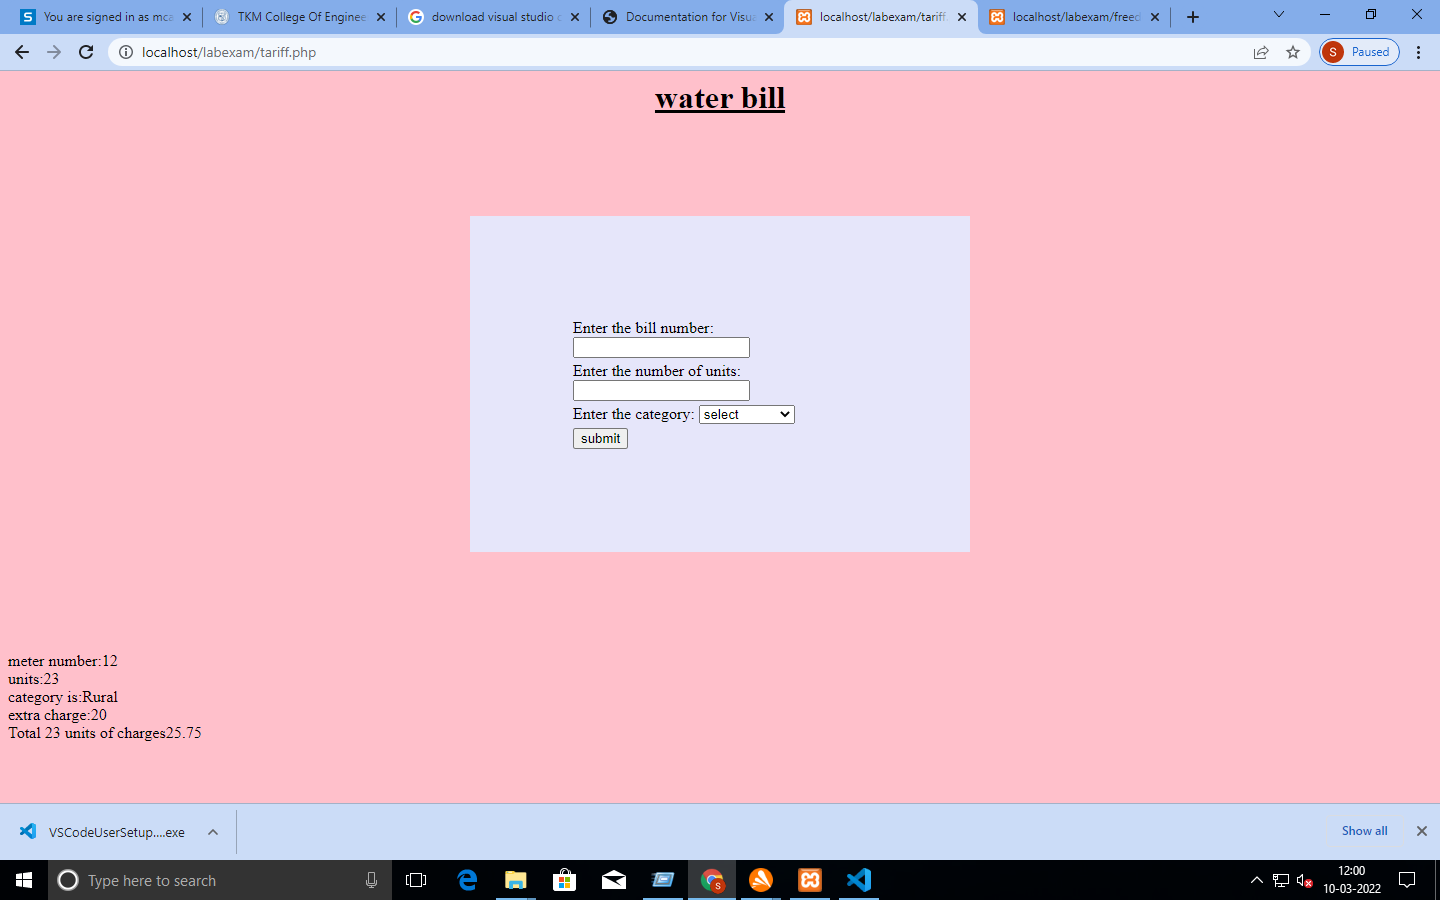 You are signed in as mca
TKM College Of Enginee
download visual studio c
Documentation for Visua
localhost/labexam/tariff.
localhost/labexam/freed
localhost/labexam/tariff.php
S
Paused
water bill
Enter the bill number:
Enter the number of units:
Enter the category: select
submit
meter number:12
units:23
category is:Rural
extra charge:20
Total 23 units of charges25.75
VSCodeUserSetup....exe
Show all
Type here to search
12:00
10-03-2022